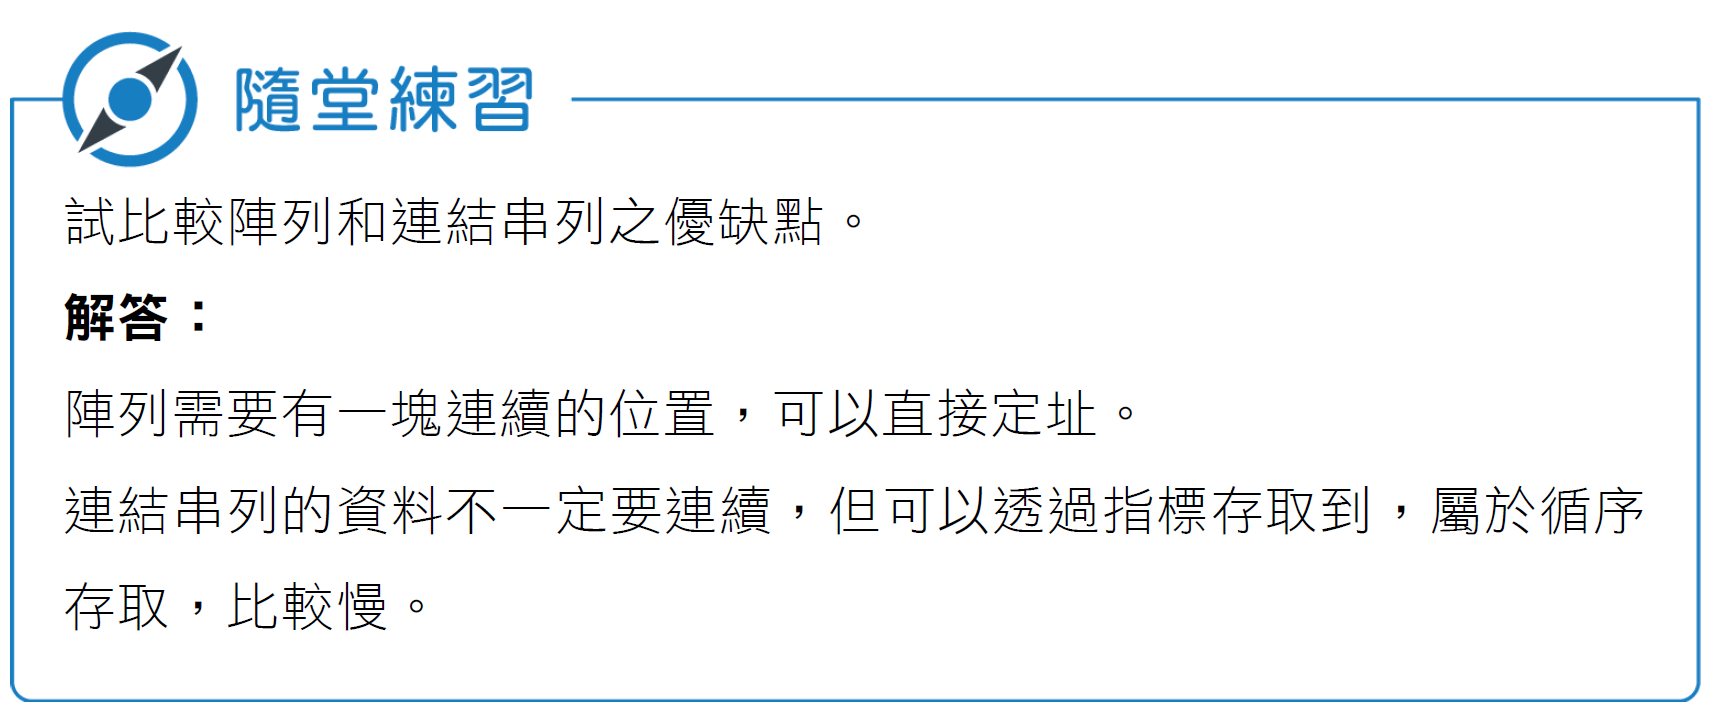 隨堂練習
試比較陣列和連結串列之優缺點。
解答：
陣列需要有一塊連續的位置，可以直接定址。
連結串列的資料不一定要連續，但可以透過指標存取到，屬於循序
存取，比較慢。